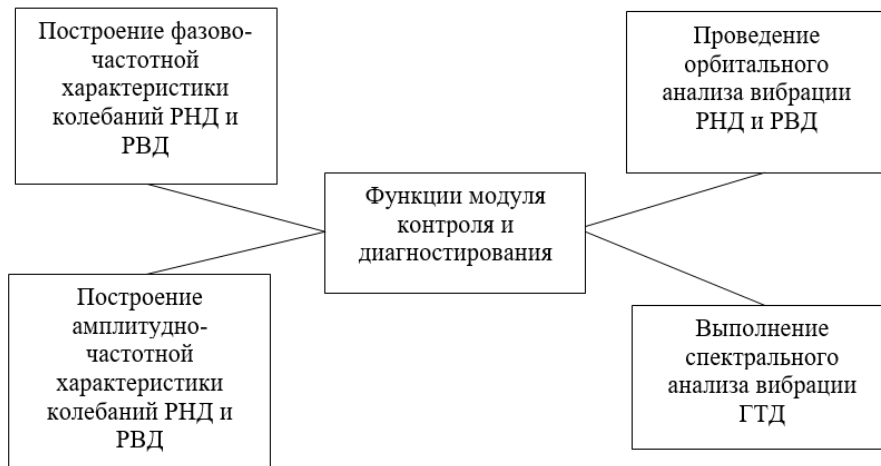 Построение фазово-
частотной
характеристики
колебаний РНД и
РВД
Проведение
орбитального
анализа вибрации
РНД и РВД
Функции модуля
контроля и
диагностирования
Построение
амплитудно-
частотной
характеристики
колебаний РНД и
РВД
Выполнение
спектрального
анализа вибрации
ГТД